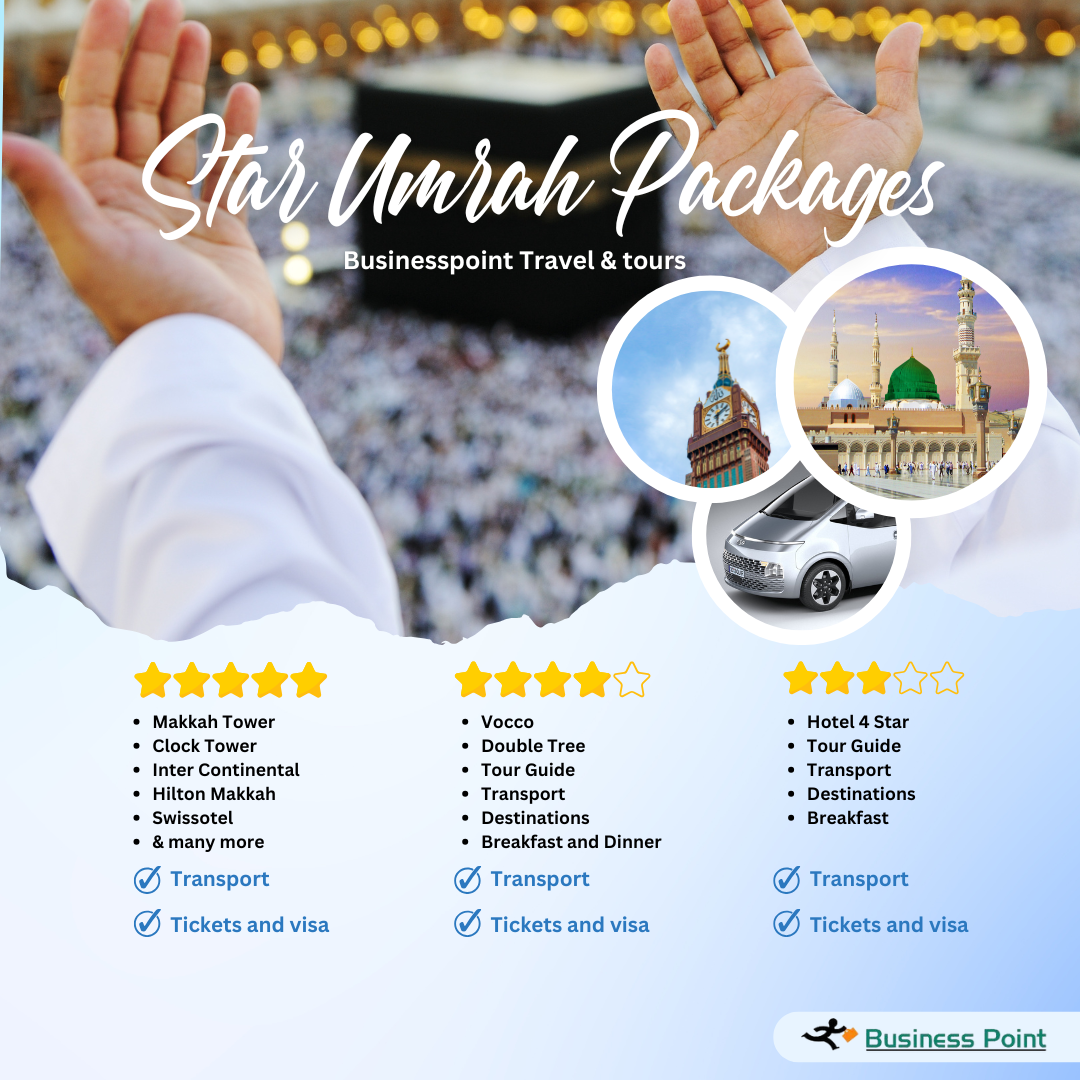 Star Umrah Packages
Businesspoint Travel & tours
Makkah Tower
Clock Tower
Inter Continental
Hilton Makkah
Swissotel
& many more
Transport
Tickets and visa
Vocco
Double Tree
Tour Guide
Transport
Destinations
Breakfast and Dinner
Transport
Tickets and visa
Hotel 4 Star
Tour Guide
Transport
Destinations
Breakfast
Transport
Tickets and visa
Business Point